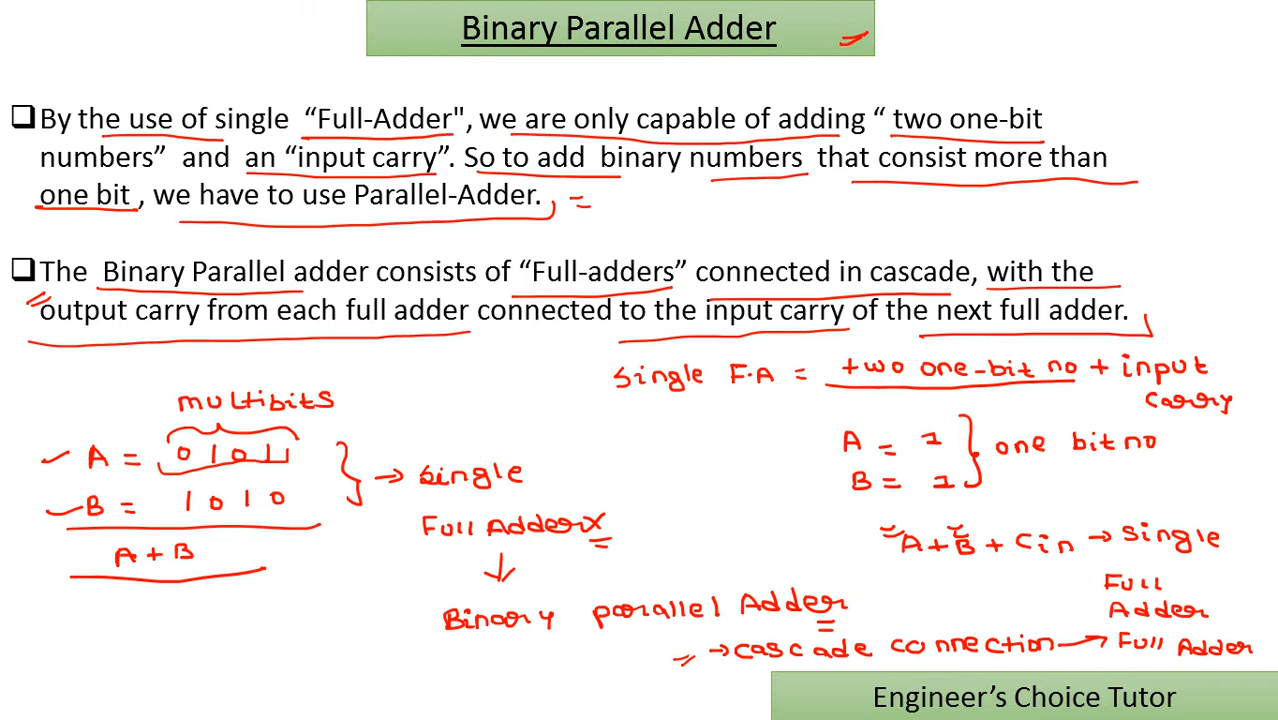 Binary Parallel Adder
❑By the use of single “Full-Adder", we are only capable of adding “ two one-bit
numbers” and an “input carry”. So to add binary numbers that consist more than
one bit , we have to use Parallel-Adder.
❑The Binary Parallel adder consists of “Full-adders” connected in cascade, with the
output carry from each full adder connected to the input carry of the next full adder.
single F.A = two one-bit no + input
carry
multibits
A = 0 1 0 1
B = 1 0 1 0
A + B
→ single
Full Adder X
↓
Binary parallel Adder
A = 1
B = 1
one bit no
A + B + Cin → single
Full
Adder
→ cascade connection → Full Adder
Engineer’s Choice Tutor